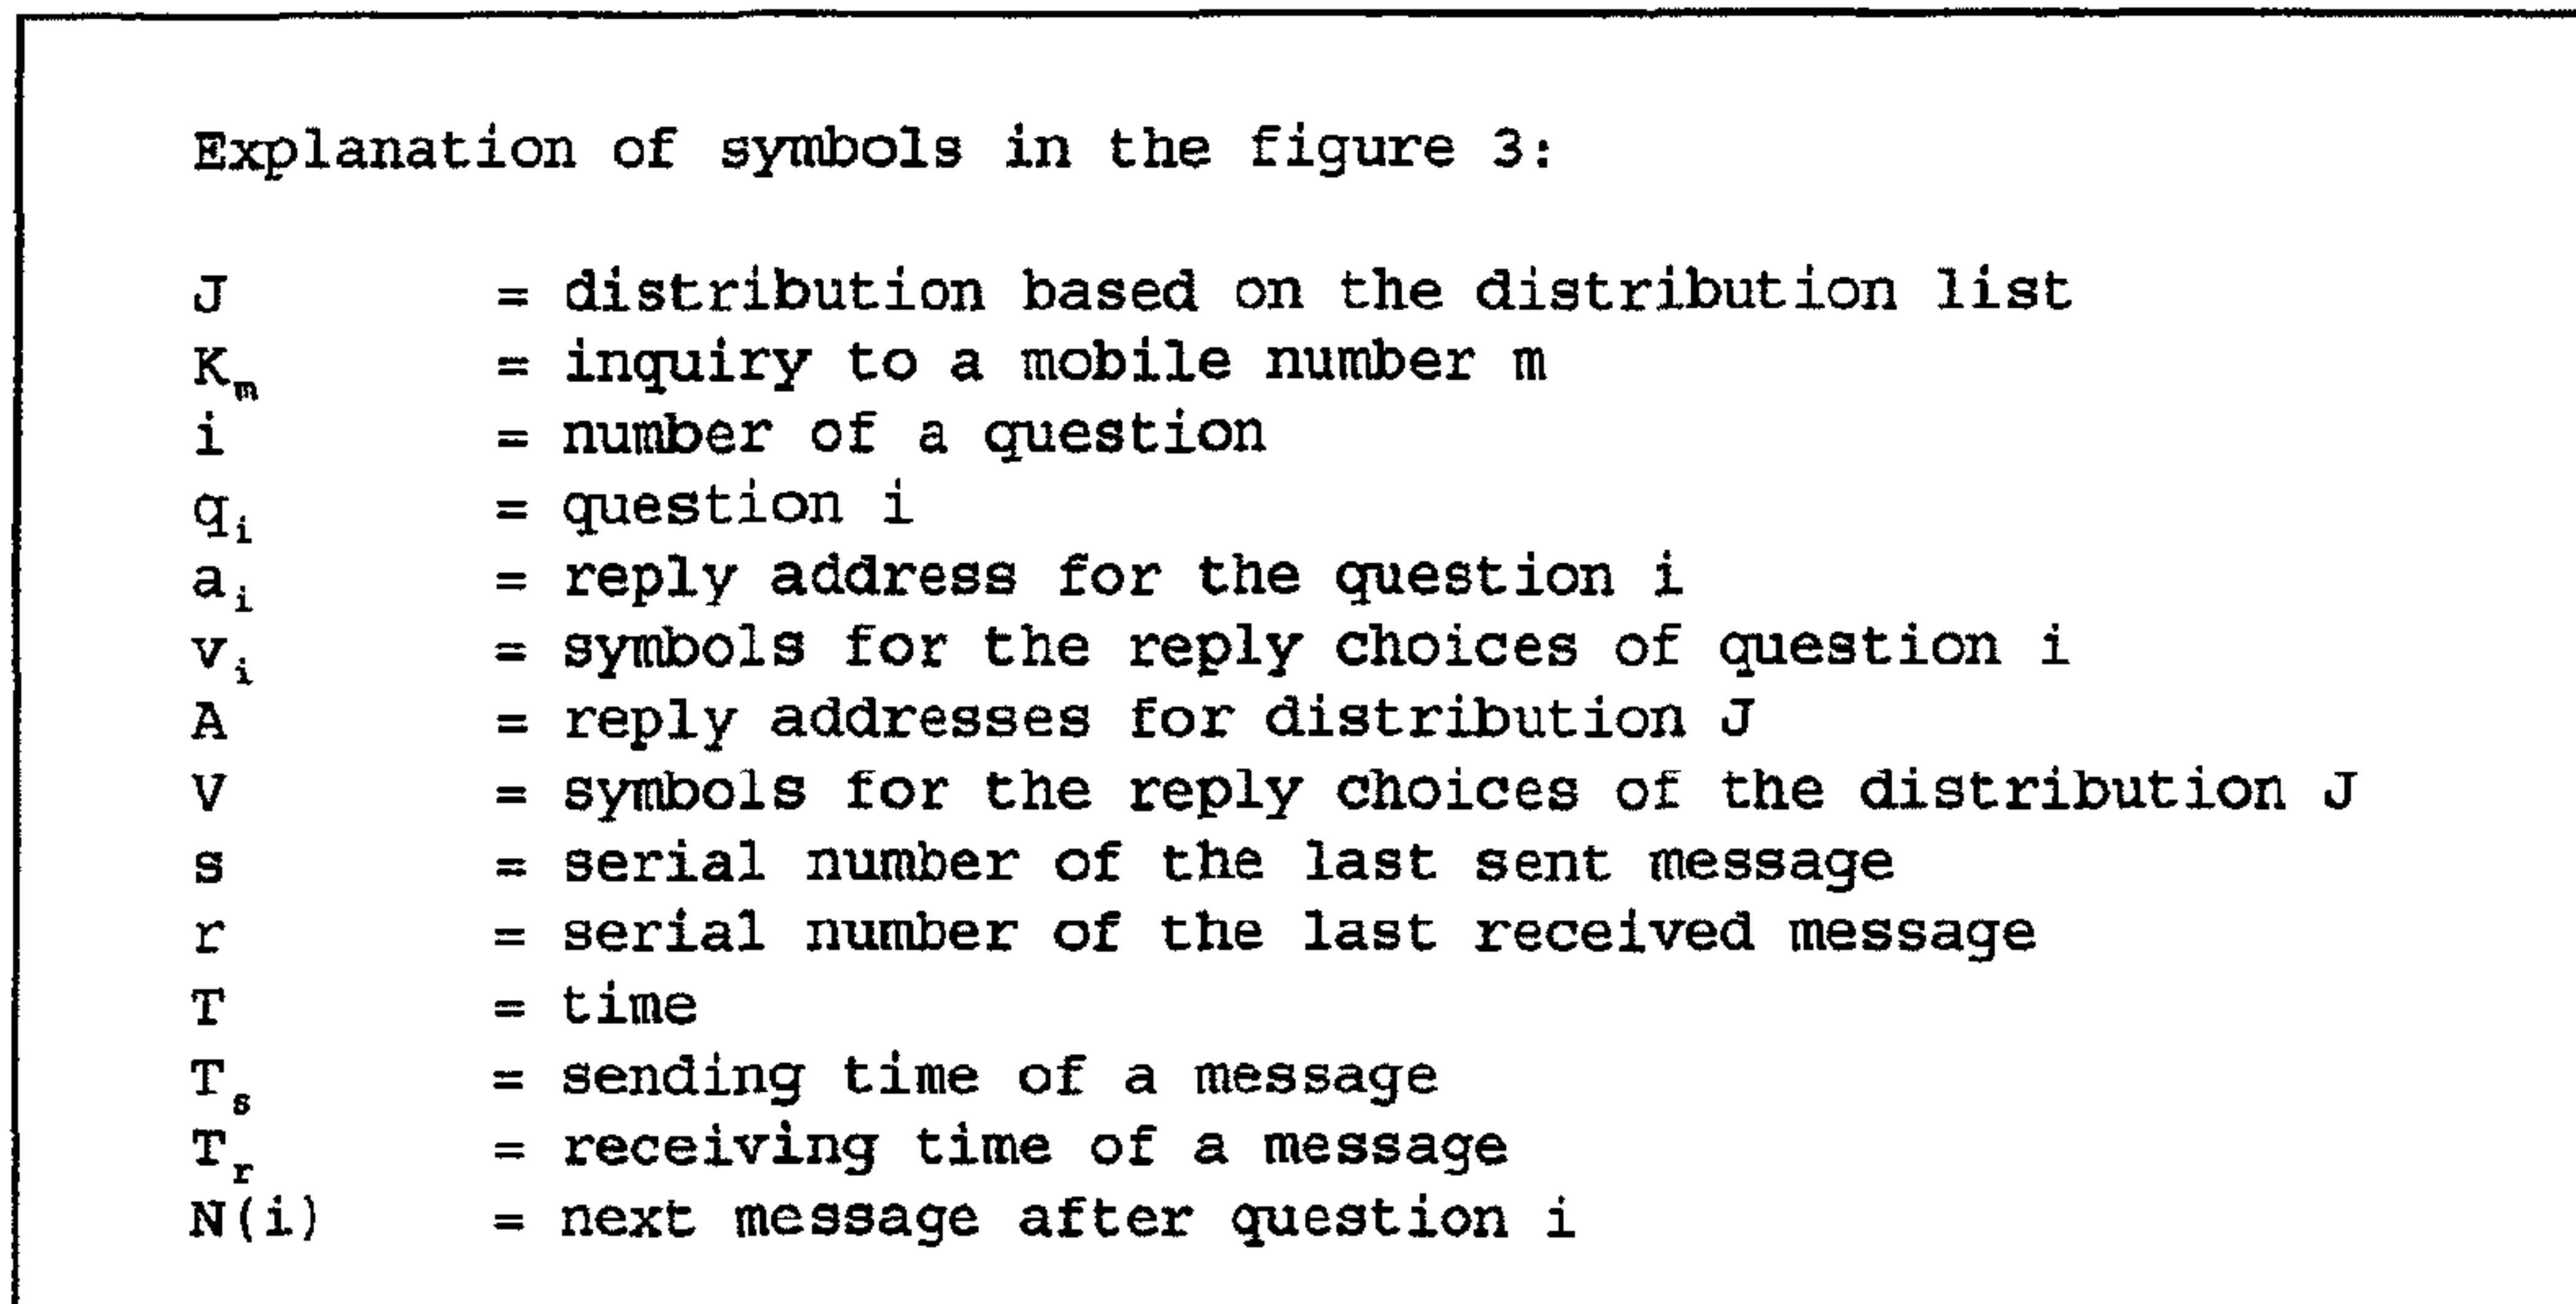 Explanation of symbols in the figure 3:
J = distribution based on the distribution list
Km = inquiry to a mobile number m
i = number of a question
qi = question i
ai = reply address for the question i
vi = symbols for the reply choices of question i
A = reply addresses for distribution J
V = symbols for the reply choices of the distribution J
s = serial number of the last sent message
r = serial number of the last received message
T = time
Ts = sending time of a message
Tr = receiving time of a message
N(i) = next message after question i